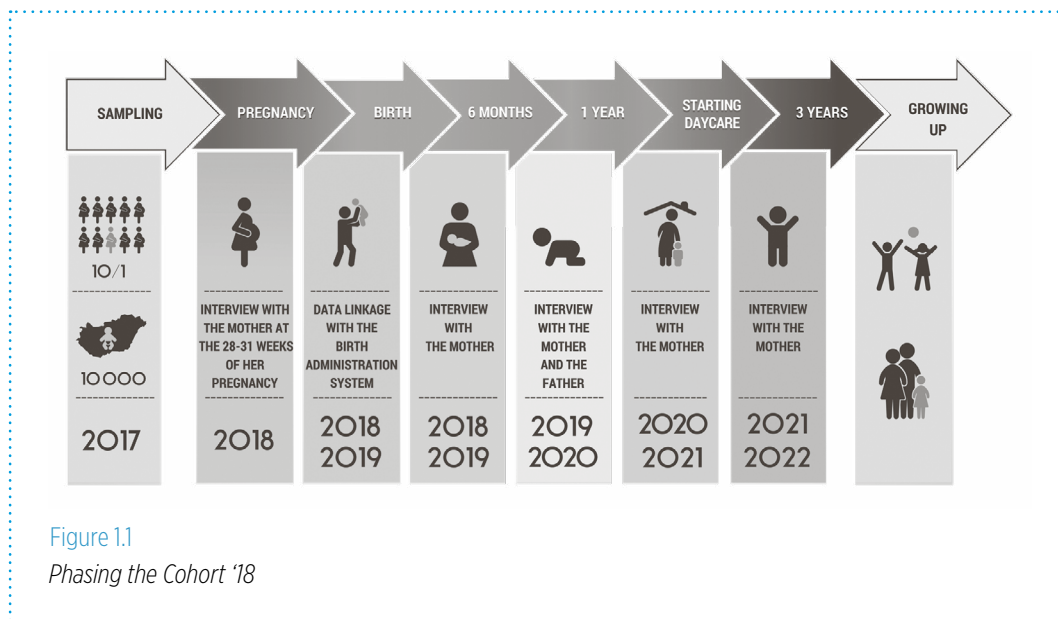 SAMPLING
PREGNANCY
BIRTH
6 MONTHS
1 YEAR
STARTING
DAYCARE
3 YEARS
GROWING
UP
10/1
10000
2017
INTERVIEW WITH
THE MOTHER AT
THE 28-31 WEEKS
OF HER
PREGNANCY
2018
DATA LINKAGE
WITH THE
BIRTH
ADMINISTRATION
SYSTEM
2018
2019
INTERVIEW
WITH
THE MOTHER
2018
2019
INTERVIEW
WITH THE
MOTHER
AND THE
FATHER
2019
2020
INTERVIEW
WITH
THE MOTHER
2020
2021
INTERVIEW
WITH THE
MOTHER
2021
2022
Figure 1.1
Phasing the Cohort ‘18